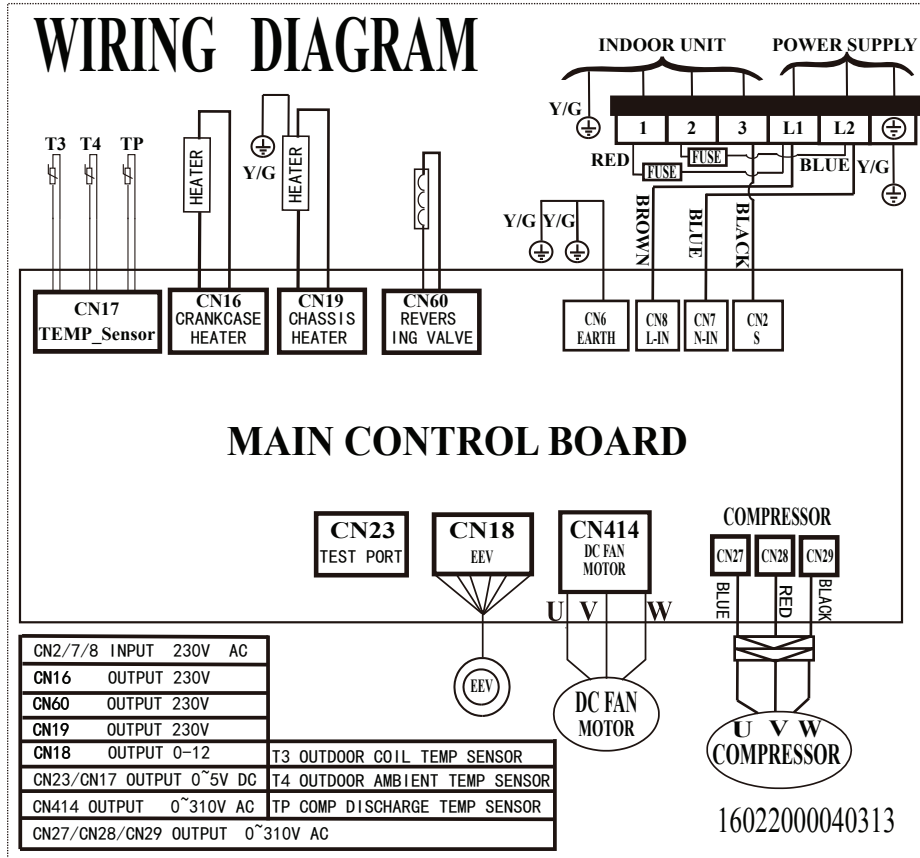 WIRING DIAGRAM
INDOOR UNIT
POWER SUPPLY
Y/G
1
2
3
L1
L2
RED
FUSE
FUSE
BLUE
Y/G
T3
T4
TP
HEATER
Y/G
HEATER
Y/G
Y/G
BROWN
BLUE
BLACK
CN17
TEMP_Sensor
CN16
CRANKCASE
HEATER
CN19
CHASSIS
HEATER
CN60
REVERS
ING VALVE
CN6
EARTH
CN8
L-IN
CN7
N-IN
CN2
S
MAIN CONTROL BOARD
CN23
TEST PORT
CN18
EEV
CN414
DC FAN
MOTOR
COMPRESSOR
CN27
CN28
CN29
BLUE
RED
BLACK
U
V
W
EEV
DC FAN
MOTOR
U V W
COMPRESSOR
CN2/7/8 INPUT 230V AC
CN16 OUTPUT 230V
CN60 OUTPUT 230V
CN19 OUTPUT 230V
CN18 OUTPUT 0-12
T3 OUTDOOR COIL TEMP SENSOR
CN23/CN17 OUTPUT 0~5V DC
T4 OUTDOOR AMBIENT TEMP SENSOR
CN414 OUTPUT 0~310V AC
TP COMP DISCHARGE TEMP SENSOR
CN27/CN28/CN29 OUTPUT 0~310V AC
16022000040313